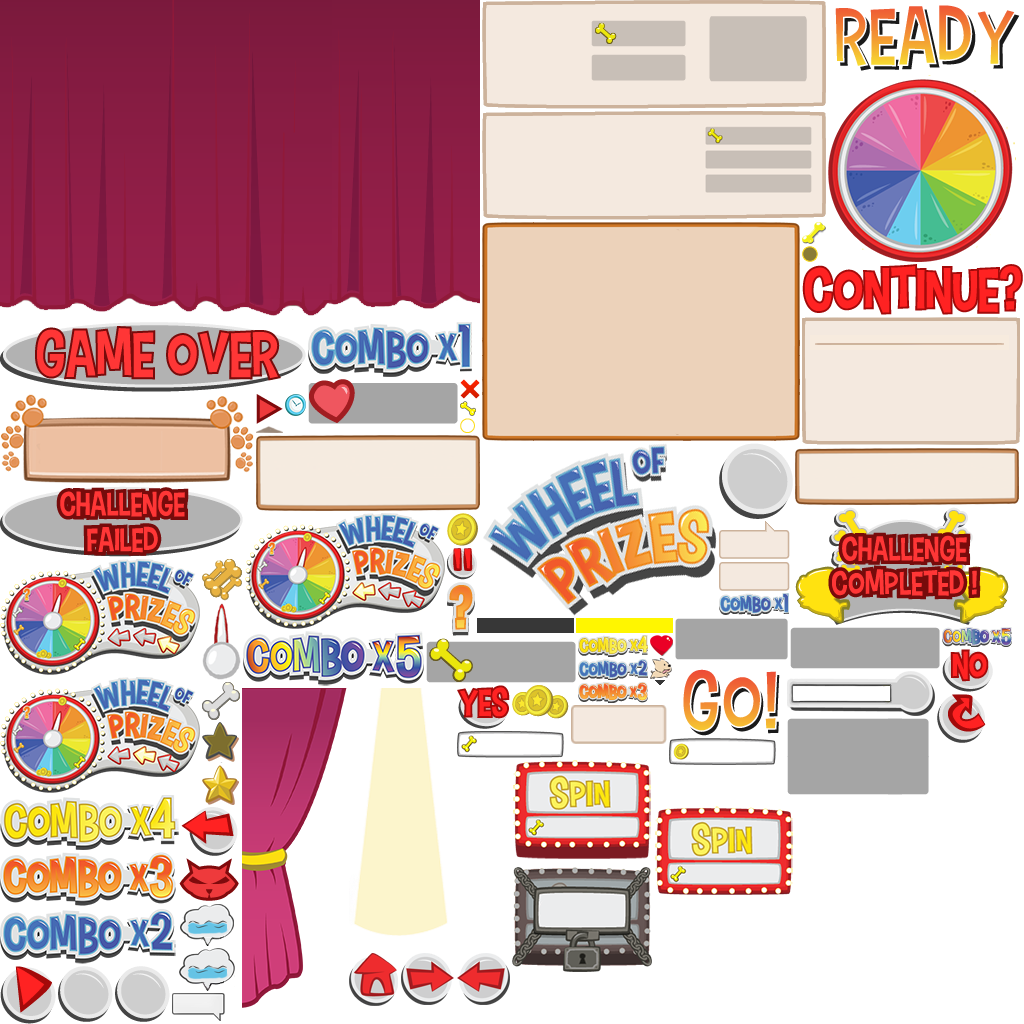 READY
CONTINUE?
GAME OVER
COMBO x1
CHALLENGE
FAILED
WHEEL OF
PRIZES
CHALLENGE
COMPLETED!
WHEEL OF
PRIZES
?
WHEEL OF
PRIZES
COMBO x1
COMBO x5
COMBO x4
COMBO x2
COMBO x3
COMBO x5
NO
YES
GO!
WHEEL OF
PRIZES
SPIN
SPIN
COMBO x4
COMBO x3
COMBO x2